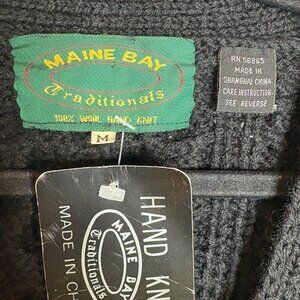 MAINE BAY
Traditionals
100% WOOL HAND KNIT
M
RN 56865
MADE IN
SHANGHAI CHINA
CARE INSTRUCTION
SEE REVERSE
HAND KN
MAINE BAY
Traditionals
MADE IN CH